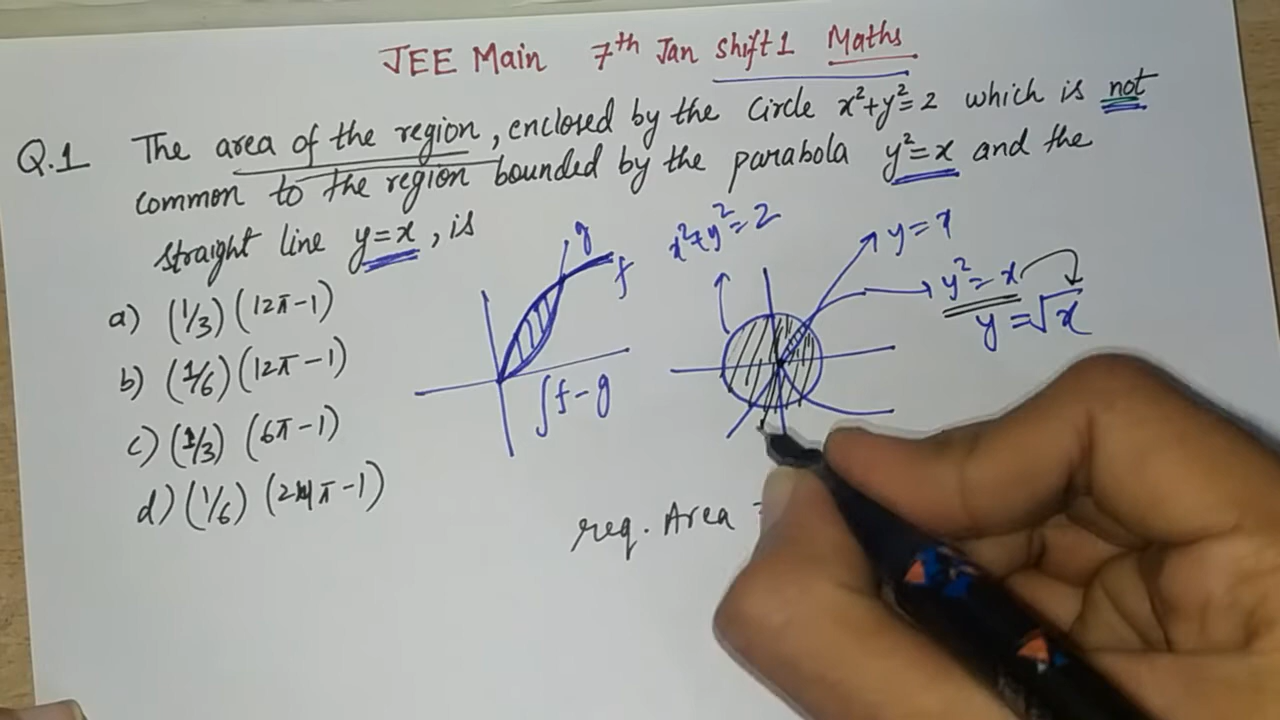 JEE Main 7th Jan Shift 1 Maths
Q.1 The area of the region, enclosed by the Circle x²+y²=2 which is not
common to the region bounded by the parabola y²=x and the
straight line y=x, is
a) (1/3) (12π-1)
b) (1/6) (12π-1)
c) (1/3) (6π-1)
d) (1/6) (24π-1)
g
f
∫f-g
x²+y²=2
y=x
y²=x
y=√x
req. Area =